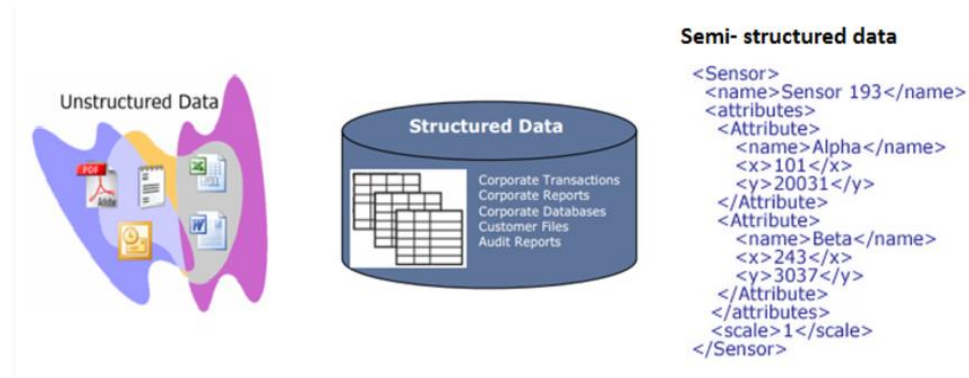 Unstructured Data
PDF
Adobe
Structured Data
Corporate Transactions
Corporate Reports
Corporate Databases
Customer Files
Audit Reports
Semi- structured data
<Sensor>
<name>Sensor 193</name>
<attributes>
<Attribute>
<name>Alpha</name>
<x>101</x>
<y>20031</y>
</Attribute>
<Attribute>
<name>Beta</name>
<x>243</x>
<y>3037</y>
</Attribute>
</attributes>
<scale>1</scale>
</Sensor>